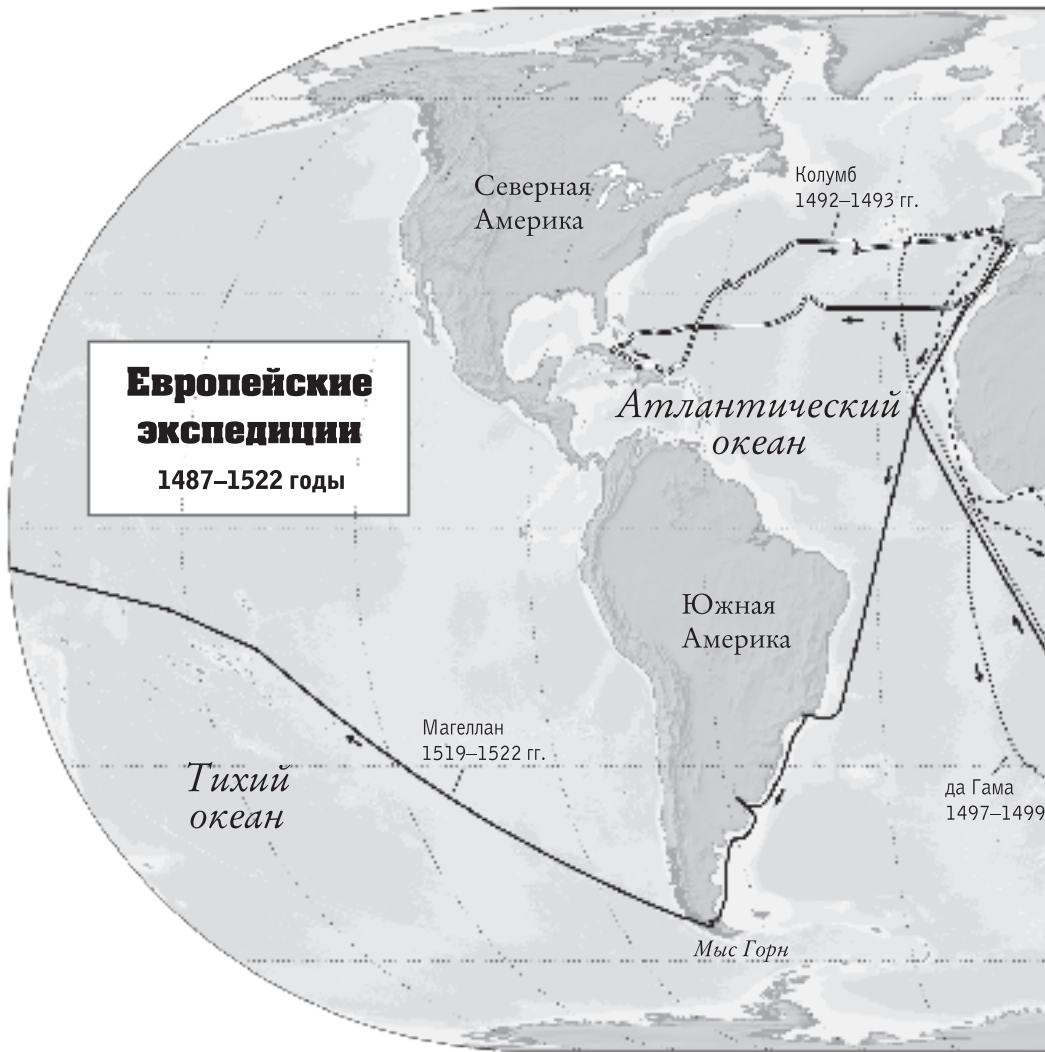 Колумб
1492–1493 гг.
Северная
Америка
Европейские
экспедиции
1487–1522 годы
Атлантический
океан
Южная
Америка
Магеллан
1519–1522 гг.
Тихий
океан
да Гама
1497–1499
Мыс Горн